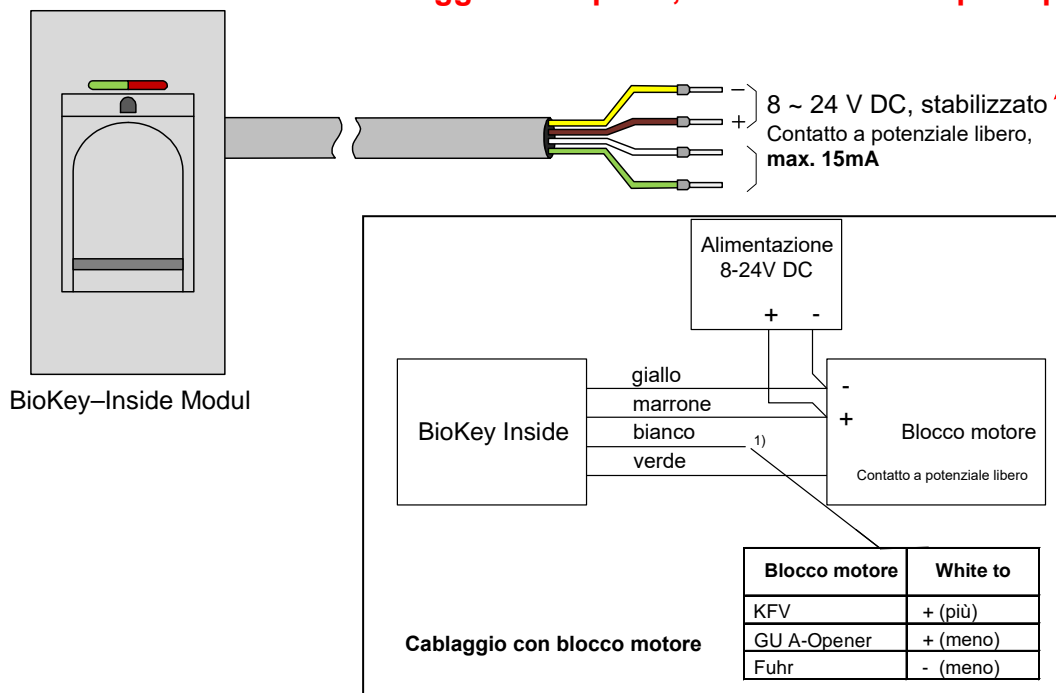 − 8 ~ 24 V DC, stabilizzato
+ Contatto a potenziale libero,
max. 15mA
BioKey–Inside Modul
Alimentazione
8-24V DC
+ -
giallo
marrone
bianco
verde
BioKey Inside
1)
-
+
Blocco motore
Contatto a potenziale libero
Blocco motore White to
KFV + (più)
GU A-Opener + (meno)
Fuhr - (meno)
Cablaggio con blocco motore